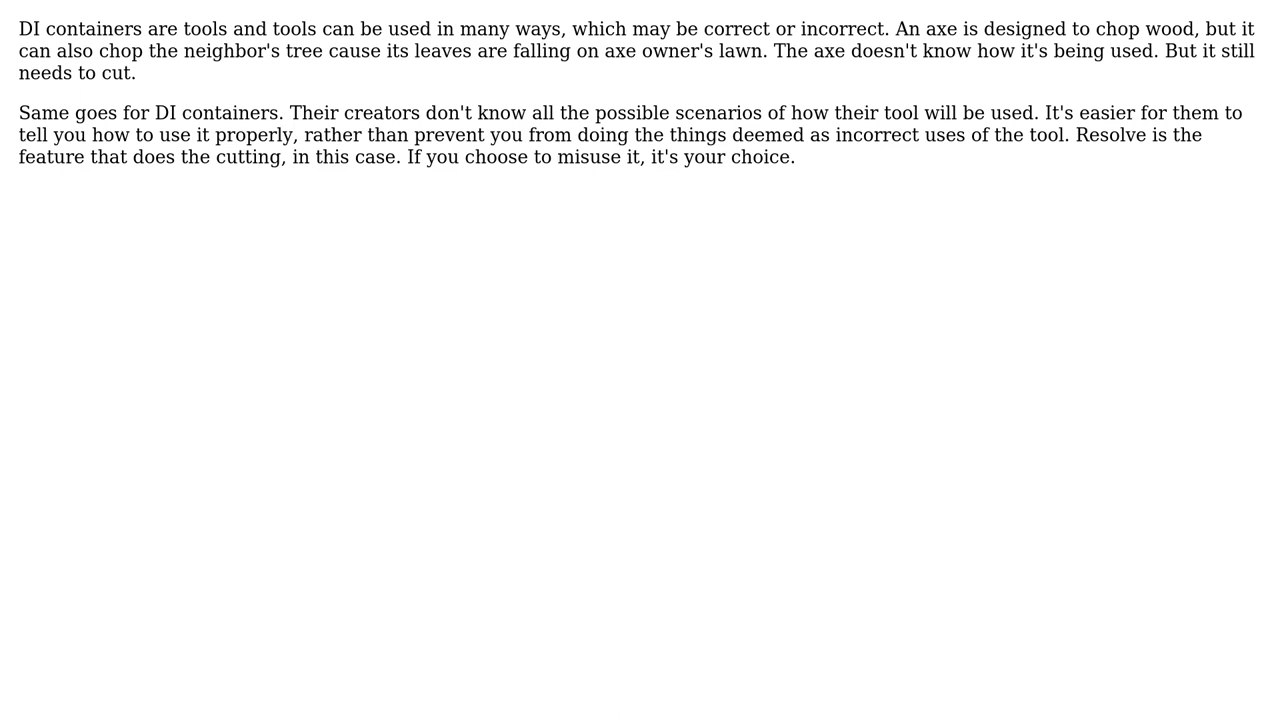 DI containers are tools and tools can be used in many ways, which may be correct or incorrect. An axe is designed to chop wood, but it
can also chop the neighbor's tree cause its leaves are falling on axe owner's lawn. The axe doesn't know how it's being used. But it still
needs to cut.
Same goes for DI containers. Their creators don't know all the possible scenarios of how their tool will be used. It's easier for them to
tell you how to use it properly, rather than prevent you from doing the things deemed as incorrect uses of the tool. Resolve is the
feature that does the cutting, in this case. If you choose to misuse it, it's your choice.